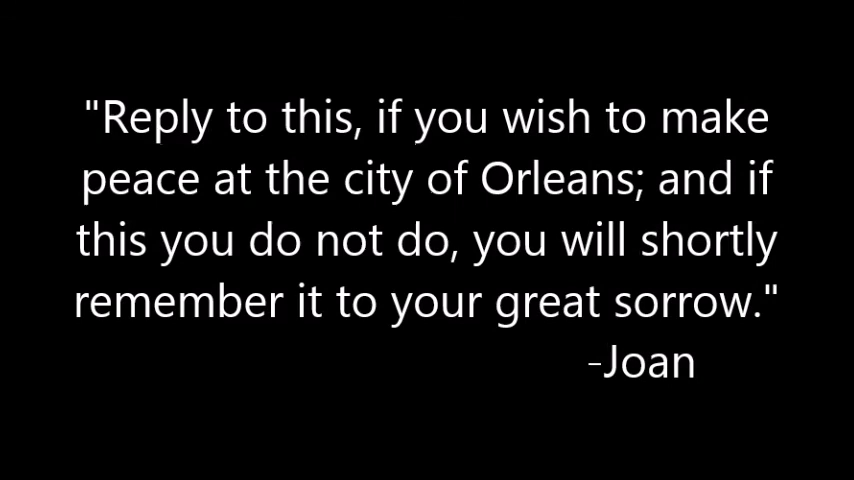 "Reply to this, if you wish to make
peace at the city of Orleans; and if
this you do not do, you will shortly
remember it to your great sorrow."
-Joan